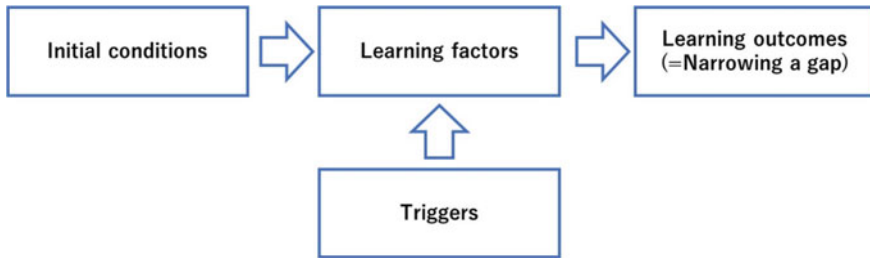 Initial conditions
Learning factors
Learning outcomes
(=Narrowing a gap)
Triggers